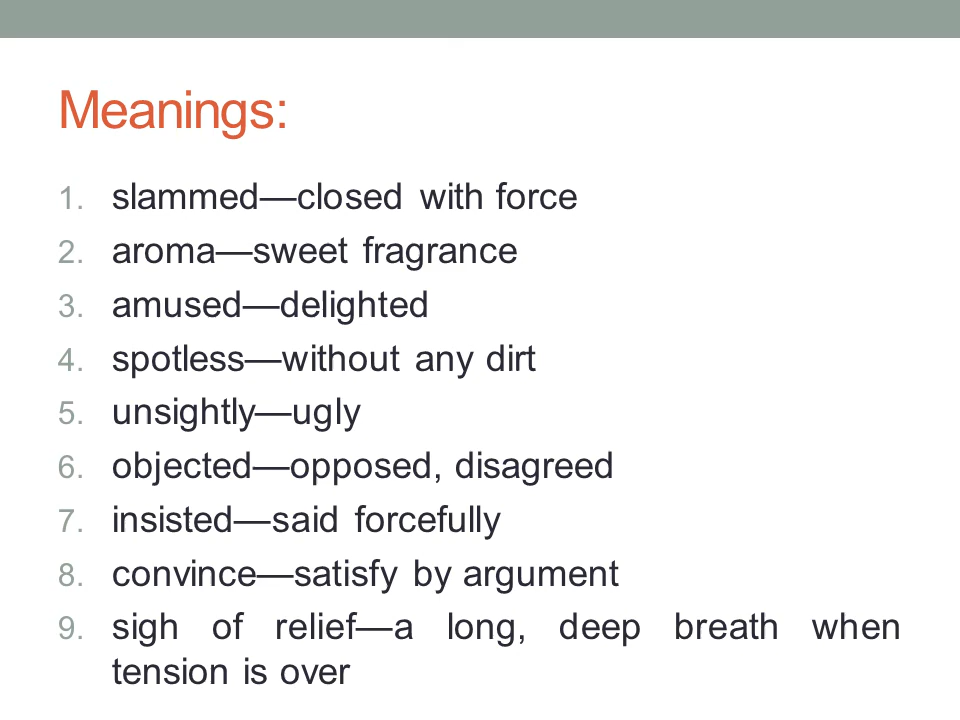 Meanings:
1. slammed—closed with force
2. aroma—sweet fragrance
3. amused—delighted
4. spotless—without any dirt
5. unsightly—ugly
6. objected—opposed, disagreed
7. insisted—said forcefully
8. convince—satisfy by argument
9. sigh of relief—a long, deep breath when
tension is over